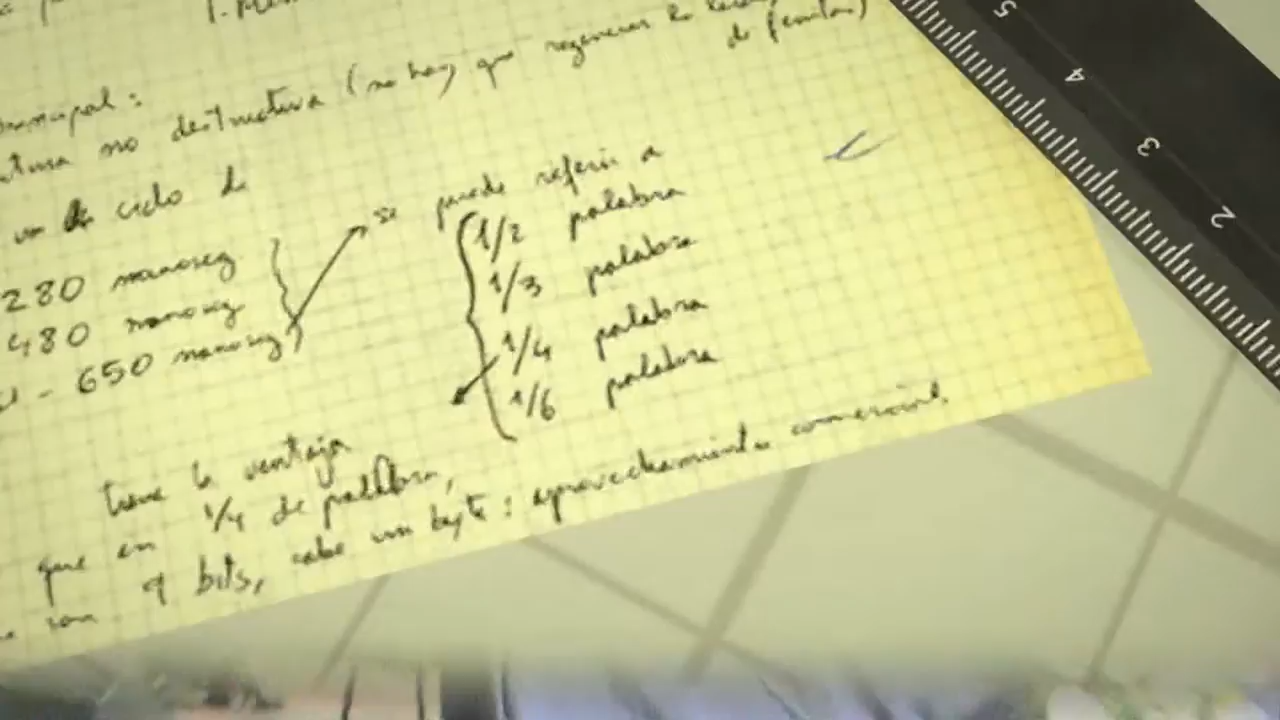 principal:
no destructiva (no hay que regenerar la
de ferritas)
un ciclo de
280 nanoseg
480 nanoseg
- 650 nanoseg
se puede referir a
1/2 palabra
1/3 palabra
1/4 palabra
1/6 palabra
tiene la ventaja
que en 1/4 de palabra,
son 9 bits, cabe un byte: aprovechamiento comercial.
5
4
3
2